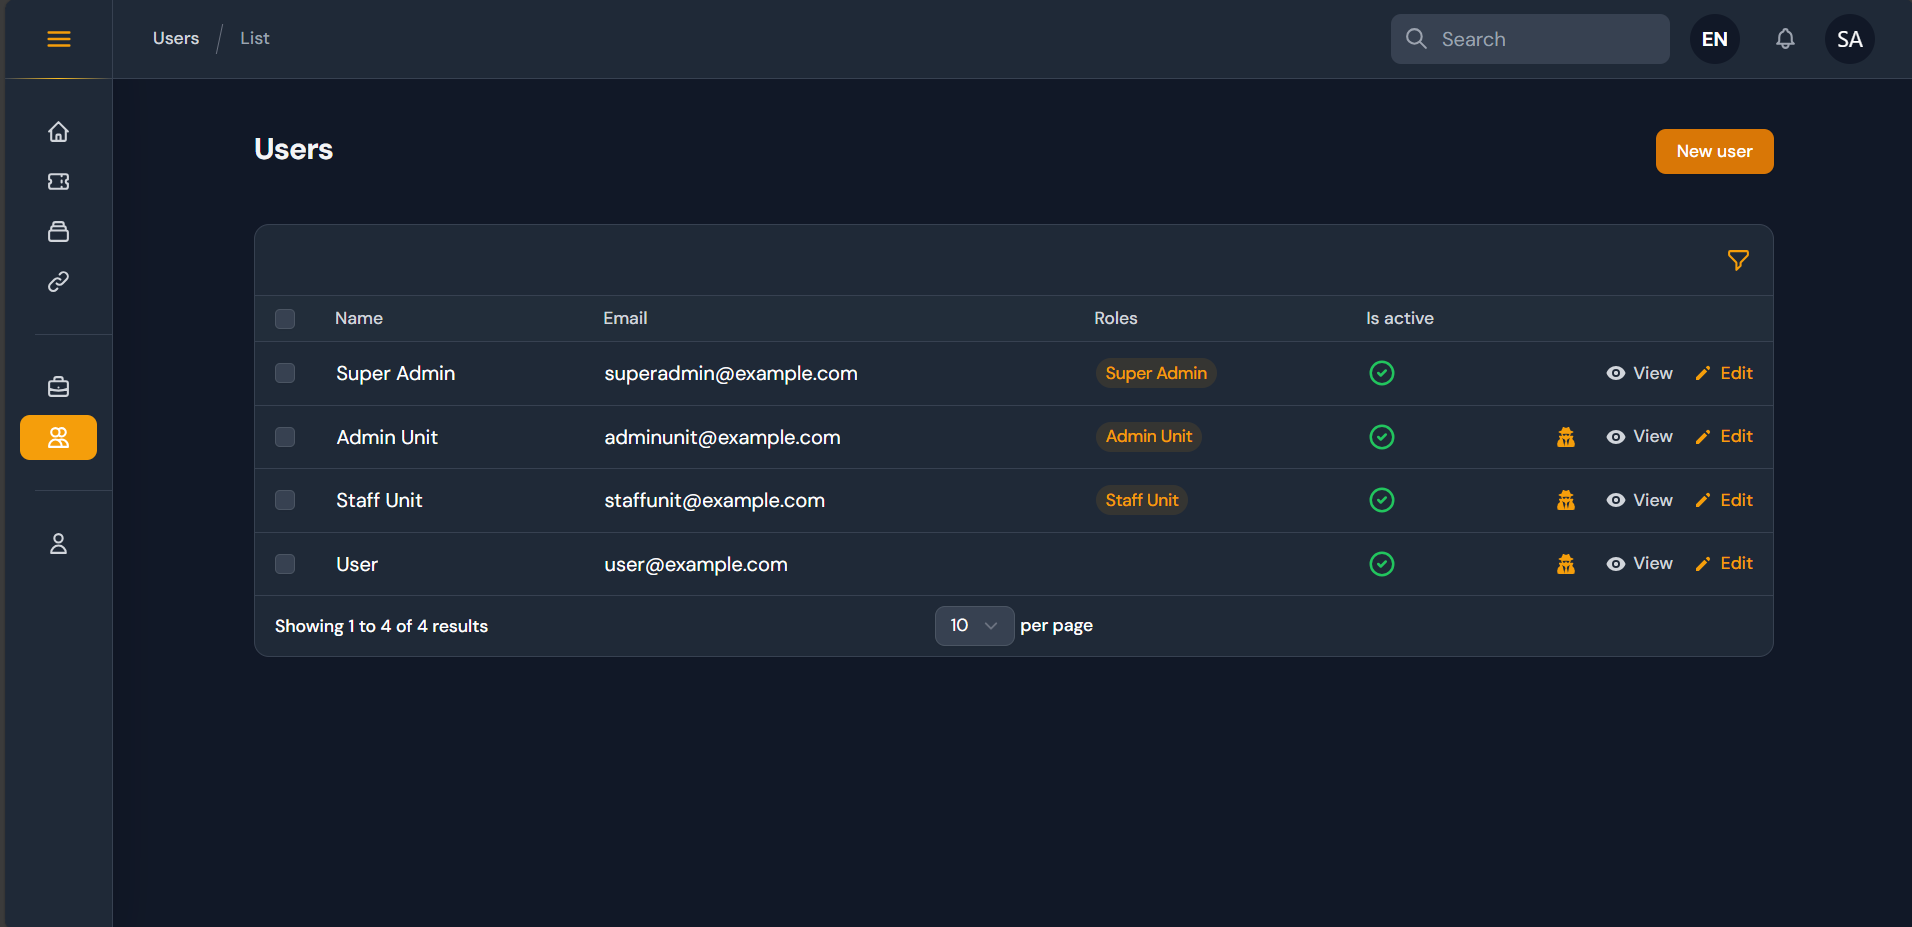 Users / List
Search
EN
SA
Users
New user
Name Email Roles Is active
Super Admin superadmin@example.com Super Admin View Edit
Admin Unit adminunit@example.com Admin Unit View Edit
Staff Unit staffunit@example.com Staff Unit View Edit
User user@example.com View Edit
Showing 1 to 4 of 4 results 10 per page